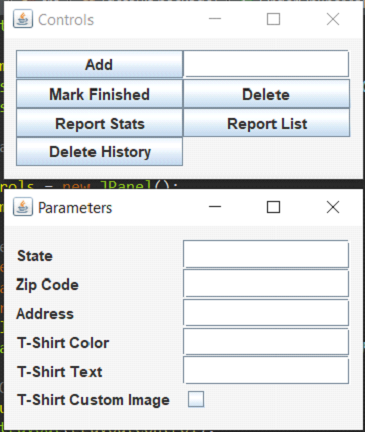 Controls
Add
Mark Finished Delete
Report Stats Report List
Delete History
= new JPanel();
Parameters
State
Zip Code
Address
T-Shirt Color
T-Shirt Text
T-Shirt Custom Image